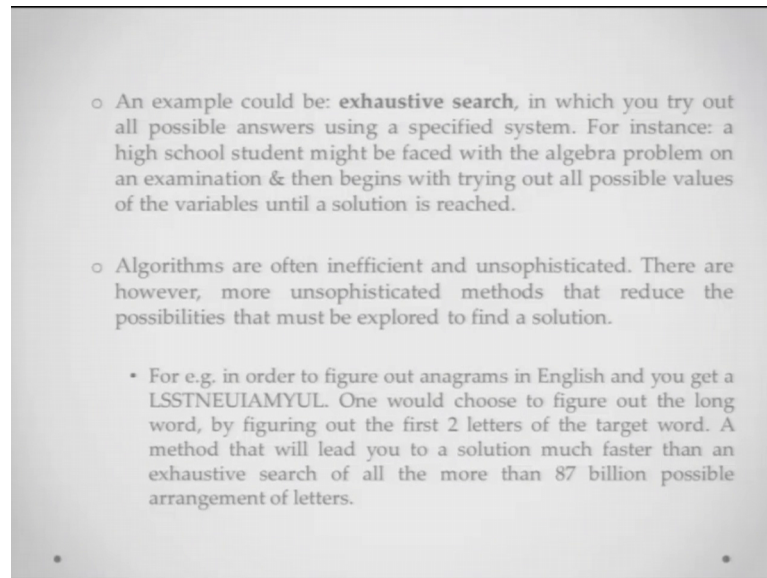 o An example could be: exhaustive search, in which you try out
all possible answers using a specified system. For instance: a
high school student might be faced with the algebra problem on
an examination & then begins with trying out all possible values
of the variables until a solution is reached.
o Algorithms are often inefficient and unsophisticated. There are
however, more unsophisticated methods that reduce the
possibilities that must be explored to find a solution.
• For e.g. in order to figure out anagrams in English and you get a
LSSTNEUIAMYUL. One would choose to figure out the long
word, by figuring out the first 2 letters of the target word. A
method that will lead you to a solution much faster than an
exhaustive search of all the more than 87 billion possible
arrangement of letters.